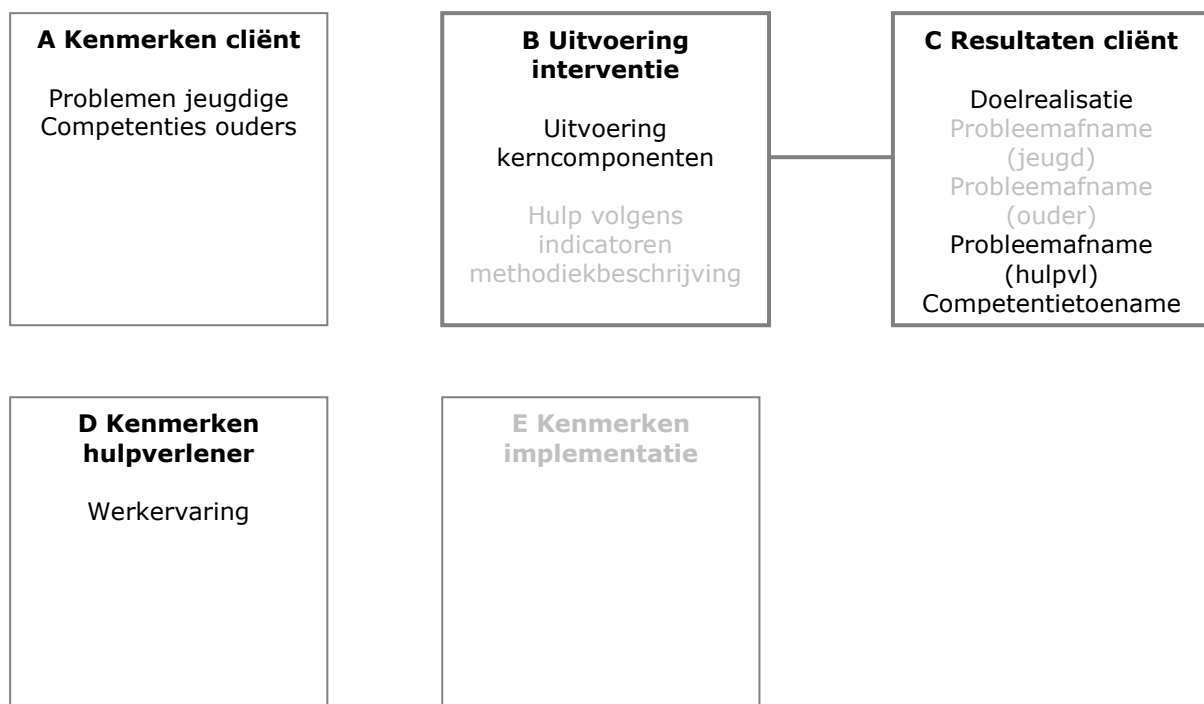 A Kenmerken cliënt
Problemen jeugdige
Competenties ouders
B Uitvoering
interventie
Uitvoering
kerncomponenten
Hulp volgens
indicatoren
methodiekbeschrijving
C Resultaten cliënt
Doelrealisatie
Probleemafname
(jeugd)
Probleemafname
(ouder)
Probleemafname
(hulpvl)
Competentietoename
D Kenmerken
hulpverlener
Werkervaring
E Kenmerken
implementatie